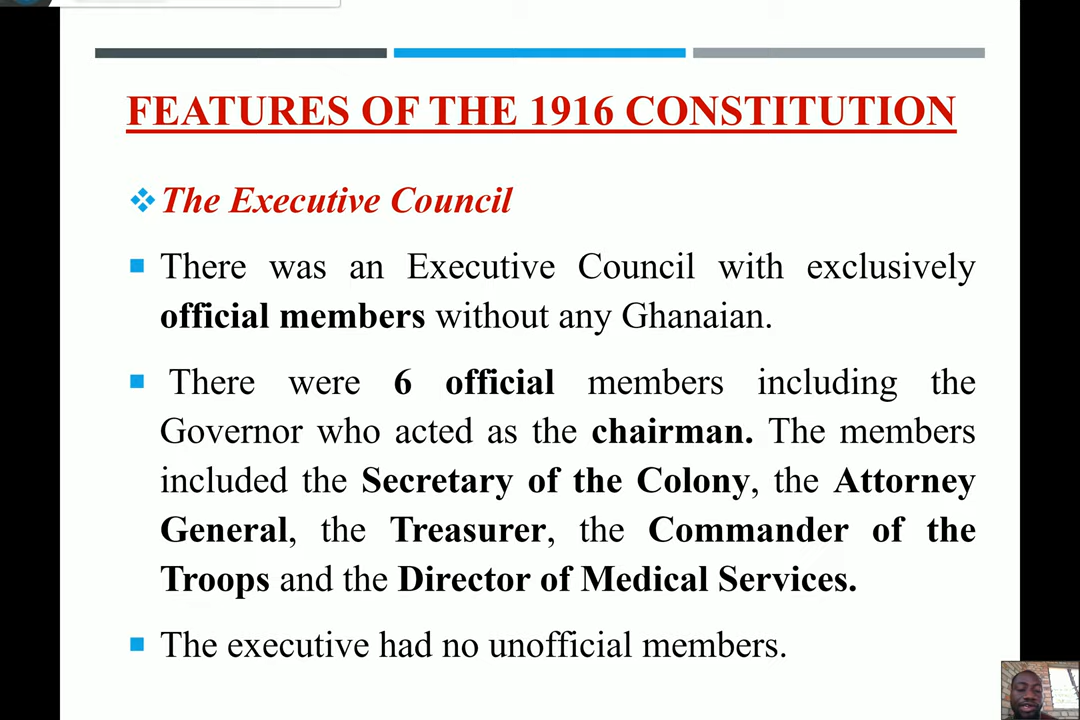 FEATURES OF THE 1916 CONSTITUTION
The Executive Council
There was an Executive Council with exclusively
official members without any Ghanaian.
There were 6 official members including the
Governor who acted as the chairman. The members
included the Secretary of the Colony, the Attorney
General, the Treasurer, the Commander of the
Troops and the Director of Medical Services.
The executive had no unofficial members.